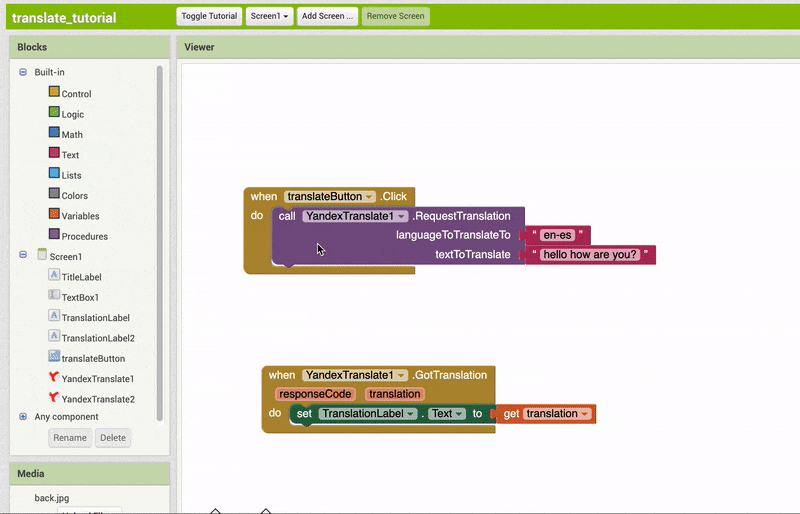 translate_tutorial
Toggle Tutorial
Screen1
Add Screen ...
Remove Screen
Blocks
Viewer
Built-in
Control
Logic
Math
Text
Lists
Colors
Variables
Procedures
Screen1
TitleLabel
TextBox1
TranslationLabel
TranslationLabel2
translateButton
YandexTranslate1
YandexTranslate2
Any component
Rename Delete
Media
back.jpg
when translateButton .Click
do call YandexTranslate1 .RequestTranslation
languageToTranslateTo “ en-es ”
textToTranslate “ hello how are you? ”
when YandexTranslate1 .GotTranslation
responseCode translation
do set TranslationLabel . Text to get translation